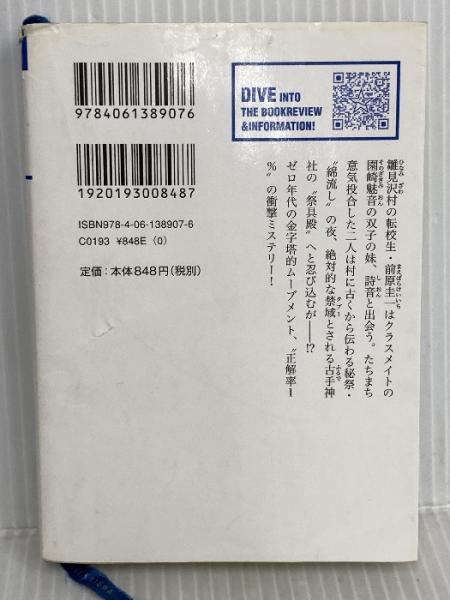 9784061389076
1920193008487
ISBN978-4-06-138907-6
C0193 ¥848E (0)
定価：本体848円(税別)
DIVE INTO
THE BOOKREVIEW
&INFORMATION!
雛見沢村の転校生・前原圭一はクラスメイトの
園崎魅音の双子の妹、詩音と出会う。たちまち
意気投合した二人は村に古くから伝わる秘祭・
〝綿流し〟の夜、絶対的な禁域とされる古手神
社の〝祭具殿〟へと忍び込むが——!?
ゼロ年代の金字塔的ムーブメント、〝正解率1
％〟の衝撃ミステリー！